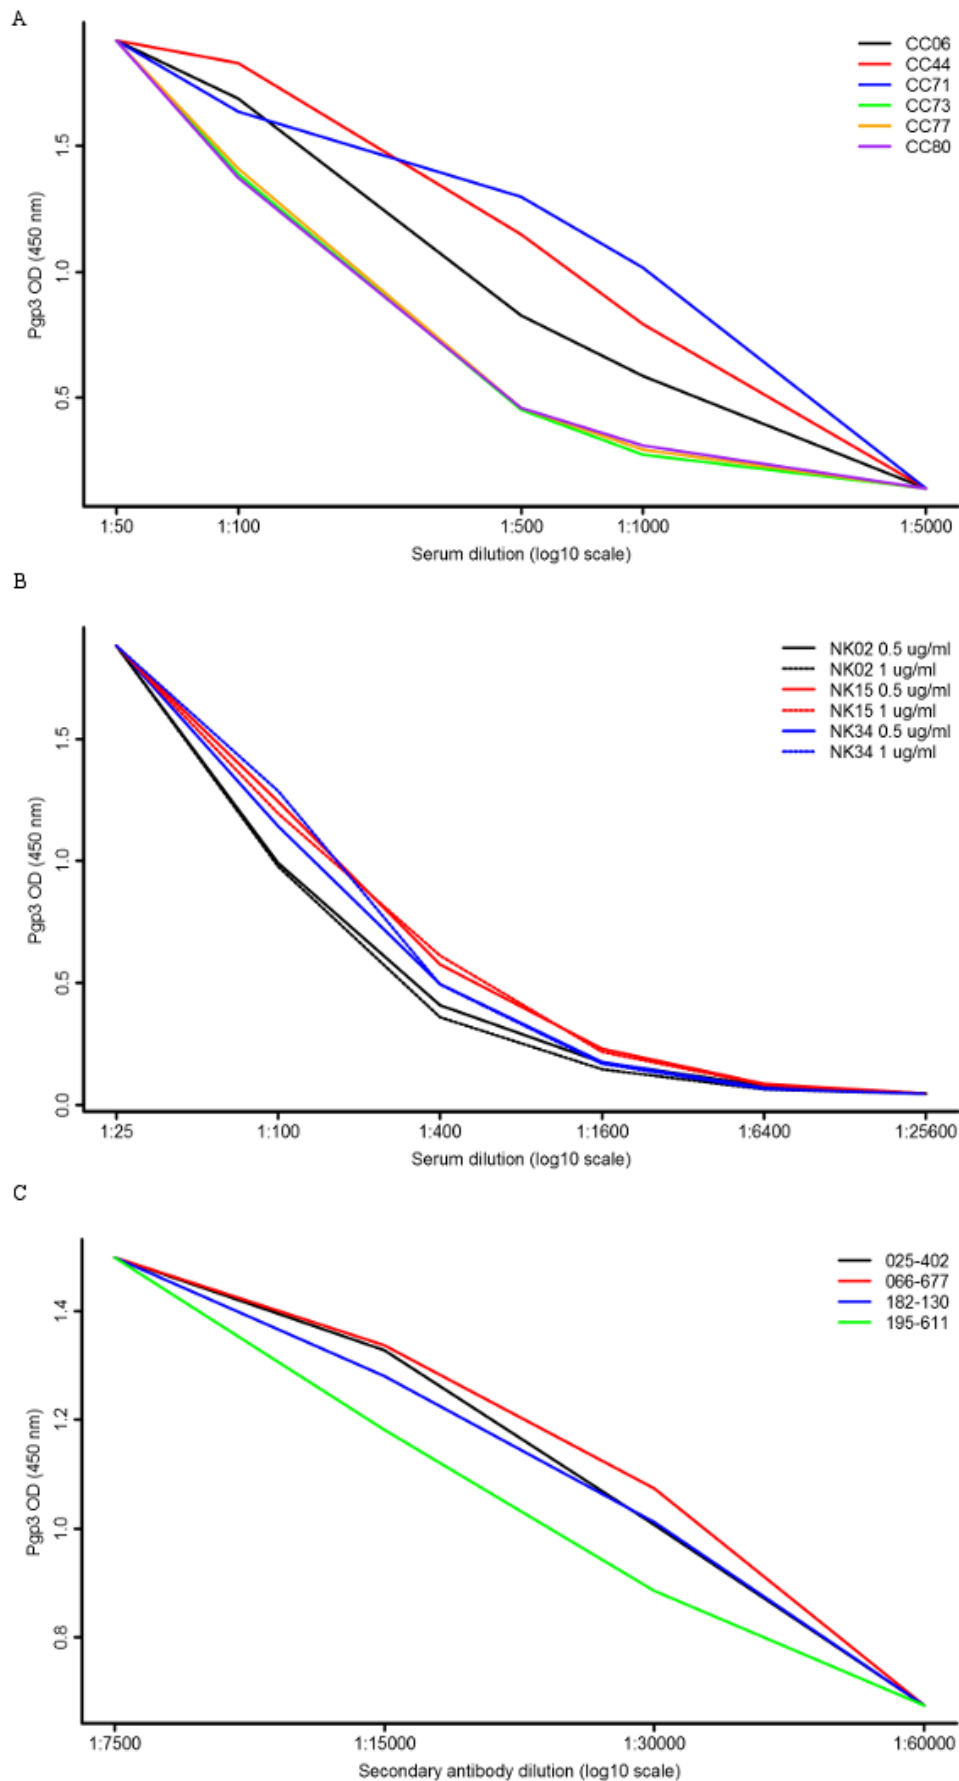 A
CC06
CC44
CC71
CC73
CC77
CC80
Pgp3 OD (450 nm)
1.5
1.0
0.5
1:50 1:100 1:500 1:1000 1:5000
Serum dilution (log10 scale)
B
NK02 0.5 ug/ml
NK02 1 ug/ml
NK15 0.5 ug/ml
NK15 1 ug/ml
NK34 0.5 ug/ml
NK34 1 ug/ml
Pgp3 OD (450 nm)
1.5
1.0
0.5
0.0
1:25 1:100 1:400 1:1600 1:6400 1:25600
Serum dilution (log10 scale)
C
025-402
066-677
182-130
195-611
Pgp3 OD (450 nm)
1.4
1.2
1.0
0.8
1:7500 1:15000 1:30000 1:60000
Secondary antibody dilution (log10 scale)